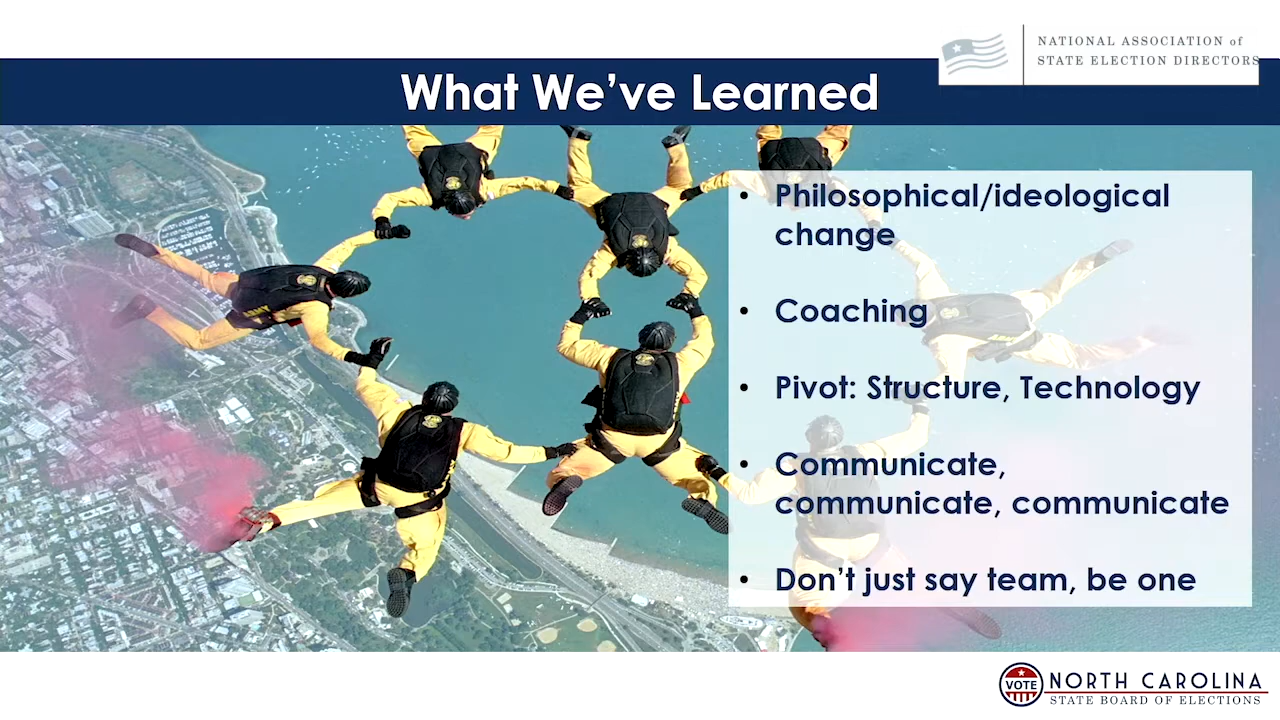 NATIONAL ASSOCIATION of
STATE ELECTION DIRECTORS
What We’ve Learned
• Philosophical/ideological
change
• Coaching
• Pivot: Structure, Technology
• Communicate,
communicate, communicate
• Don’t just say team, be one
VOTE
NORTH CAROLINA
STATE BOARD OF ELECTIONS